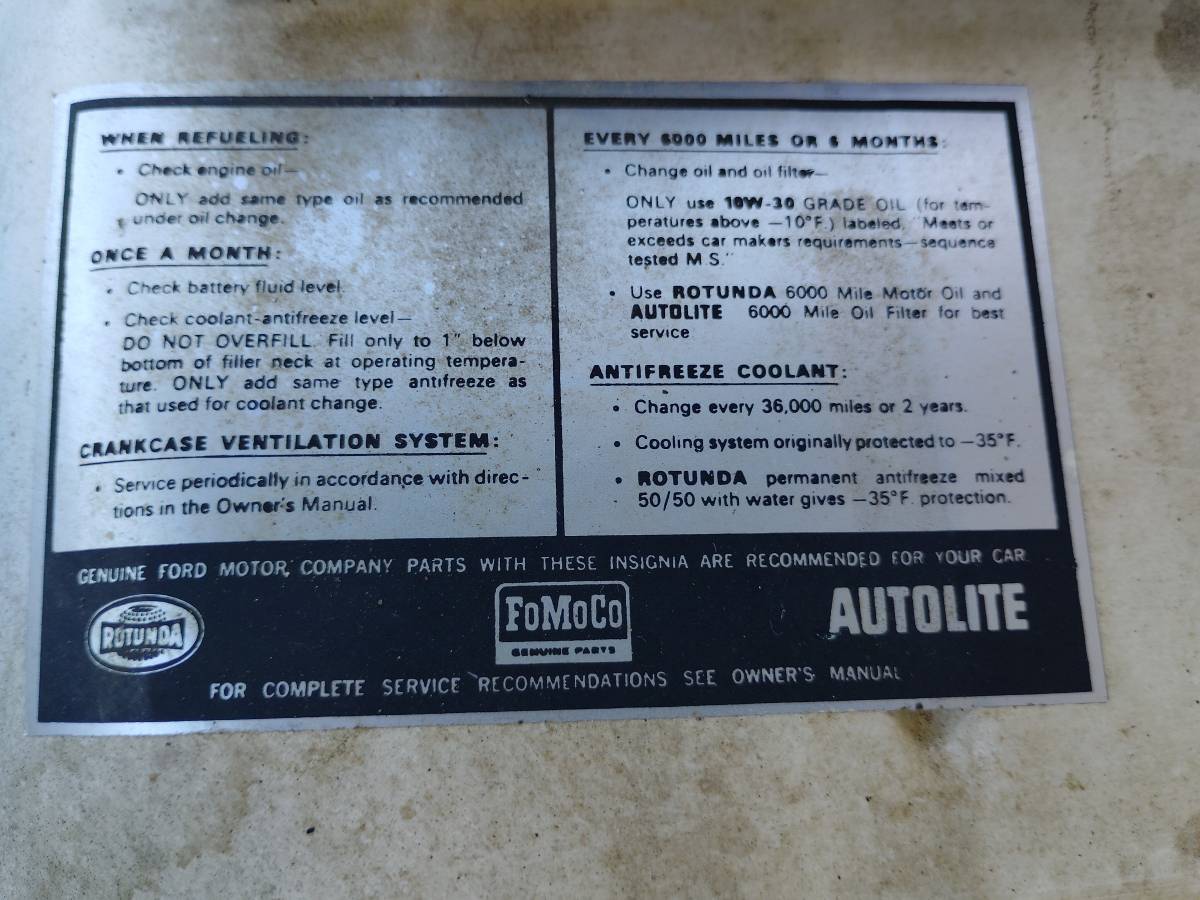 WHEN REFUELING:
• Check engine oil—
ONLY add same type oil as recommended
under oil change.
ONCE A MONTH:
• Check battery fluid level.
• Check coolant-antifreeze level—
DO NOT OVERFILL. Fill only to 1" below
bottom of filler neck at operating tempera-
ture. ONLY add same type antifreeze as
that used for coolant change.
CRANKCASE VENTILATION SYSTEM:
• Service periodically in accordance with direc-
tions in the Owner's Manual.
EVERY 6000 MILES OR 6 MONTHS:
• Change oil and oil filter—
ONLY use 10W-30 GRADE OIL (for tem-
peratures above —10°F.) labeled, "Meets or
exceeds car makers requirements—sequence
tested M S."
• Use ROTUNDA 6000 Mile Motor Oil and
AUTOLITE 6000 Mile Oil Filter for best
service
ANTIFREEZE COOLANT:
• Change every 36,000 miles or 2 years.
• Cooling system originally protected to —35°F.
• ROTUNDA permanent antifreeze mixed
50/50 with water gives —35°F. protection.
GENUINE FORD MOTOR COMPANY PARTS WITH THESE INSIGNIA ARE RECOMMENDED FOR YOUR CAR
ROTUNDA
FoMoCo
GENUINE PARTS
AUTOLITE
FOR COMPLETE SERVICE RECOMMENDATIONS SEE OWNER'S MANUAL